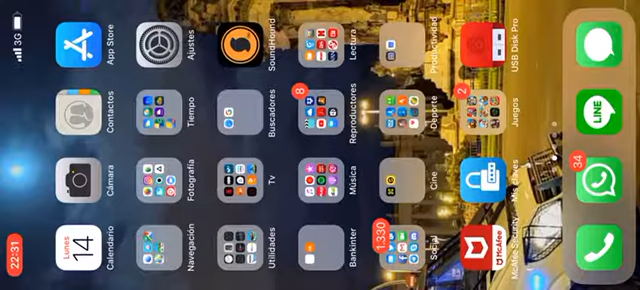 22:31 3G
Lunes
14
Calendario Cámara Contactos App Store
Navegación Fotografía Tiempo Ajustes
Utilidades Tv Buscadores SoundHound
8
Bankinter Música Reproductores Lectura
1.330
Social Cine Deporte Productividad
2
McAfee
McAfee Security Mis Juegos USB Disk Pro
34
LINE